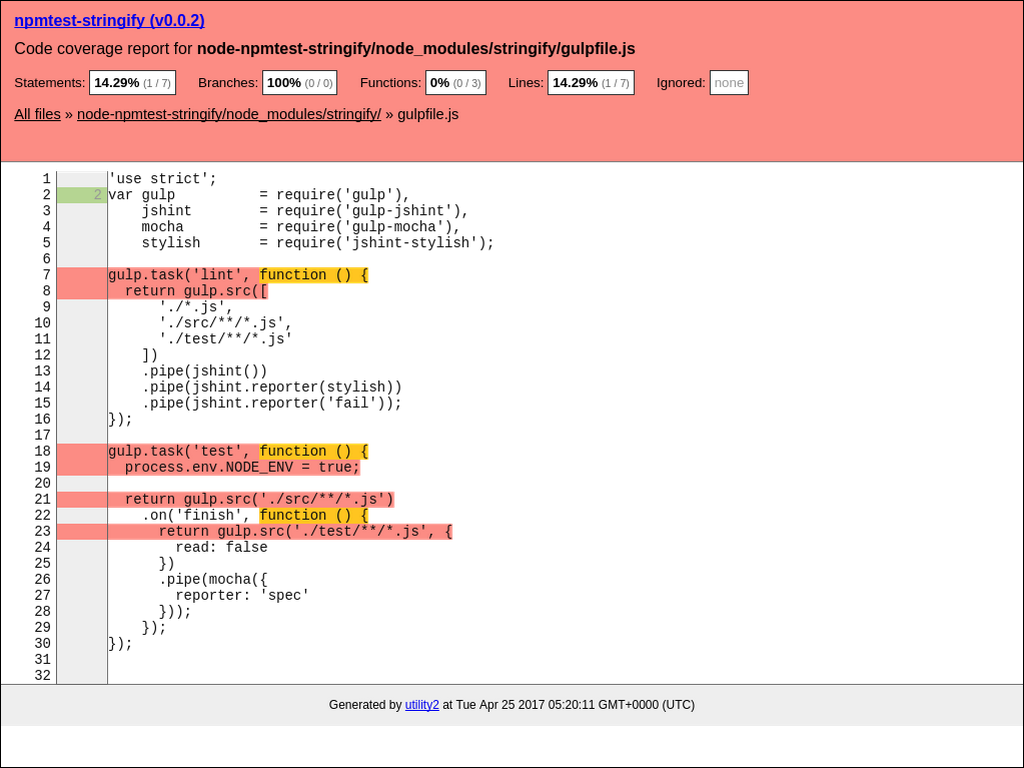 npmtest-stringify (v0.0.2)
Code coverage report for node-npmtest-stringify/node_modules/stringify/gulpfile.js
Statements: 14.29% (1 / 7) Branches: 100% (0 / 0) Functions: 0% (0 / 3) Lines: 14.29% (1 / 7) Ignored: none
All files » node-npmtest-stringify/node_modules/stringify/ » gulpfile.js
1 'use strict';
2 2 var gulp          = require('gulp'),
3     jshint        = require('gulp-jshint'),
4     mocha         = require('gulp-mocha'),
5     stylish       = require('jshint-stylish');
6
7 gulp.task('lint', function () {
8   return gulp.src([
9       './*.js',
10       './src/**/*.js',
11       './test/**/*.js'
12     ])
13     .pipe(jshint())
14     .pipe(jshint.reporter(stylish))
15     .pipe(jshint.reporter('fail'));
16 });
17
18 gulp.task('test', function () {
19   process.env.NODE_ENV = true;
20
21   return gulp.src('./src/**/*.js')
22     .on('finish', function () {
23       return gulp.src('./test/**/*.js', {
24         read: false
25       })
26       .pipe(mocha({
27         reporter: 'spec'
28       }));
29     });
30 });
31
32
Generated by utility2 at Tue Apr 25 2017 05:20:11 GMT+0000 (UTC)